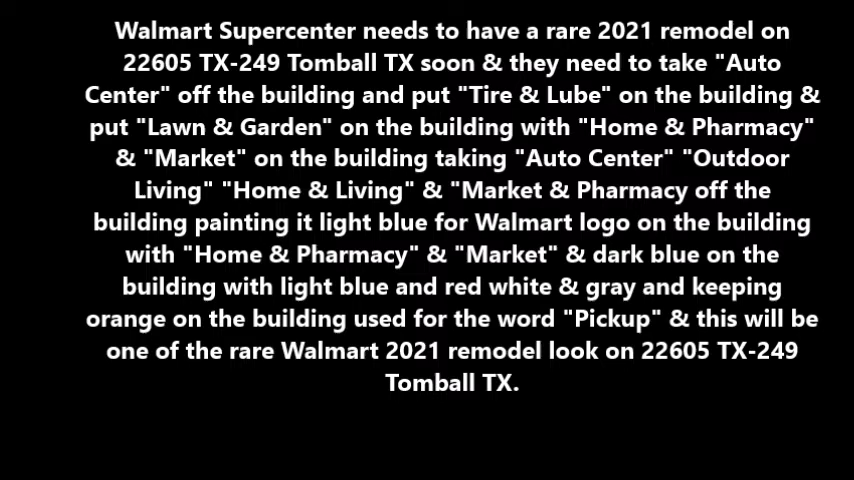 Walmart Supercenter needs to have a rare 2021 remodel on
22605 TX-249 Tomball TX soon & they need to take "Auto
Center" off the building and put "Tire & Lube" on the building &
put "Lawn & Garden" on the building with "Home & Pharmacy"
& "Market" on the building taking "Auto Center" "Outdoor
Living" "Home & Living" & "Market & Pharmacy off the
building painting it light blue for Walmart logo on the building
with "Home & Pharmacy" & "Market" & dark blue on the
building with light blue and red white & gray and keeping
orange on the building used for the word "Pickup" & this will be
one of the rare Walmart 2021 remodel look on 22605 TX-249
Tomball TX.